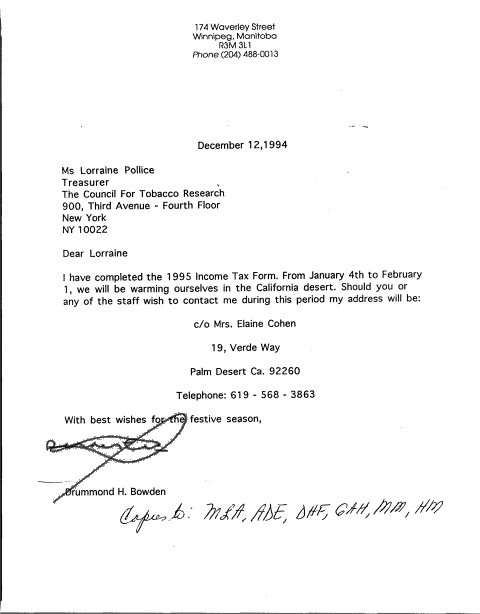 174 Waverley Street
Winnipeg, Manitoba
R3M 3L1
Phone (204) 488-0013
December 12,1994
Ms Lorraine Pollice
Treasurer
The Council For Tobacco Research
900, Third Avenue - Fourth Floor
New York
NY 10022
Dear Lorraine
I have completed the 1995 Income Tax Form. From January 4th to February
1, we will be warming ourselves in the California desert. Should you or
any of the staff wish to contact me during this period my address will be:
c/o Mrs. Elaine Cohen
19, Verde Way
Palm Desert Ca. 92260
Telephone: 619 - 568 - 3863
With best wishes for the festive season,
Drummond H. Bowden
Copies to: MLA, ADE, DHF, GAH, MM, HM